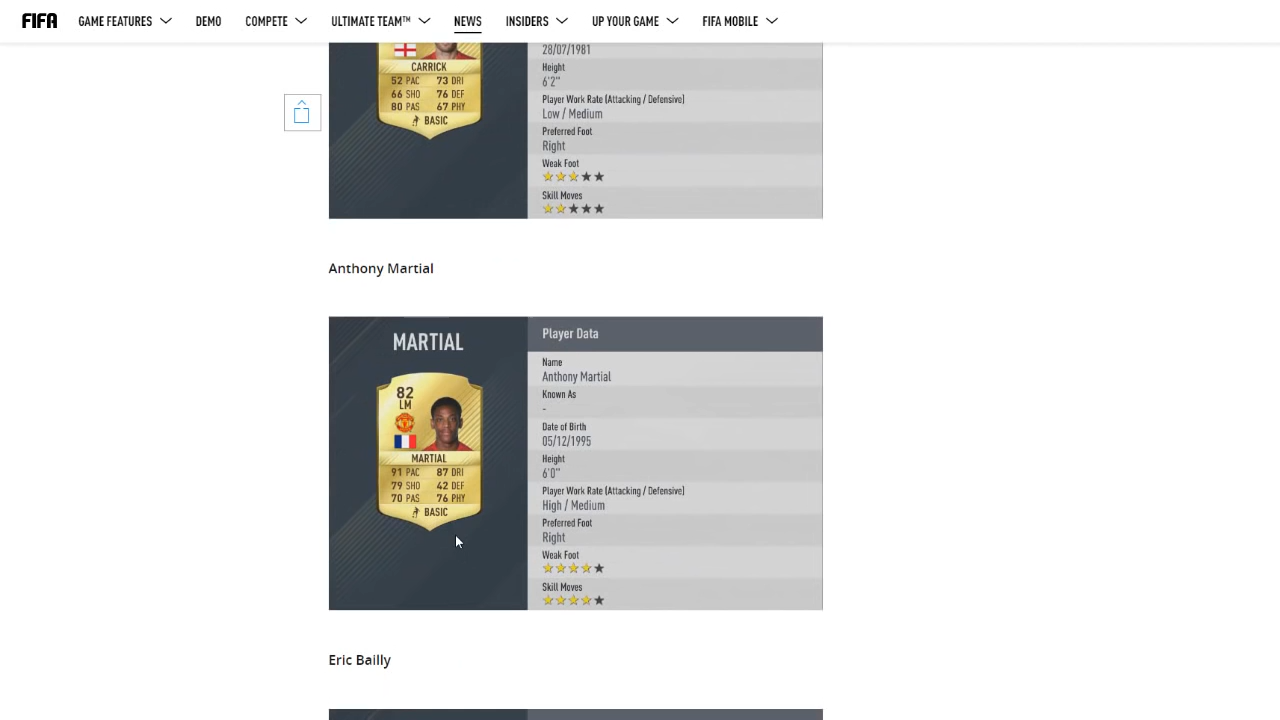 FIFA GAME FEATURES DEMO COMPETE ULTIMATE TEAM™ NEWS INSIDERS UP YOUR GAME FIFA MOBILE
CARRICK
52 PAC 73 DRI
66 SHO 76 DEF
80 PAS 67 PHY
BASIC
28/07/1981
Height
6'2"
Player Work Rate (Attacking / Defensive)
Low / Medium
Preferred Foot
Right
Weak Foot
Skill Moves
Anthony Martial
MARTIAL
82
LM
MARTIAL
91 PAC 87 DRI
79 SHO 42 DEF
70 PAS 76 PHY
BASIC
Player Data
Name
Anthony Martial
Known As
-
Date of Birth
05/12/1995
Height
6'0"
Player Work Rate (Attacking / Defensive)
High / Medium
Preferred Foot
Right
Weak Foot
Skill Moves
Eric Bailly